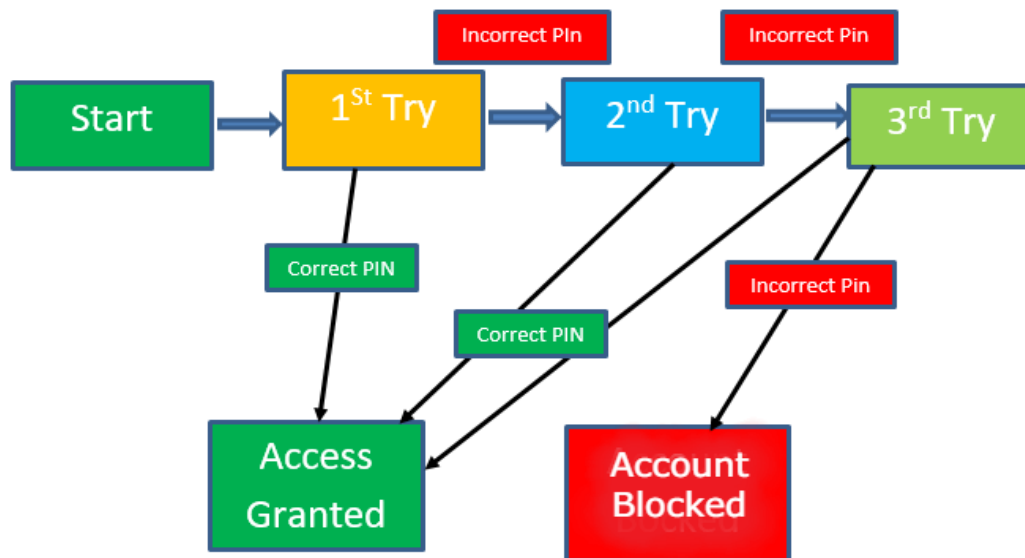 Incorrect PIn
Incorrect Pin
Start
1St Try
2nd Try
3rd Try
Correct PIN
Incorrect Pin
Correct PIN
Access
Granted
Account
Blocked